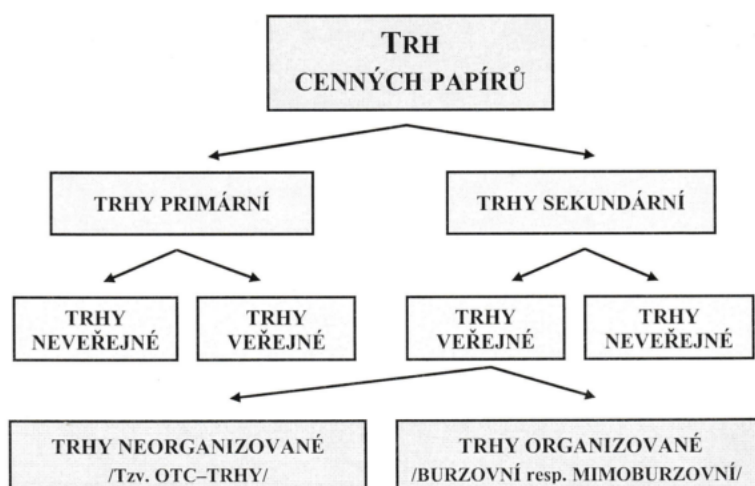 TRH
CENNÝCH PAPÍRŮ
TRHY PRIMÁRNÍ
TRHY SEKUNDÁRNÍ
TRHY
NEVEŘEJNÉ
TRHY
VEŘEJNÉ
TRHY
VEŘEJNÉ
TRHY
NEVEŘEJNÉ
TRHY NEORGANIZOVANÉ
/Tzv. OTC–TRHY/
TRHY ORGANIZOVANÉ
/BURZOVNÍ resp. MIMOBURZOVNÍ/